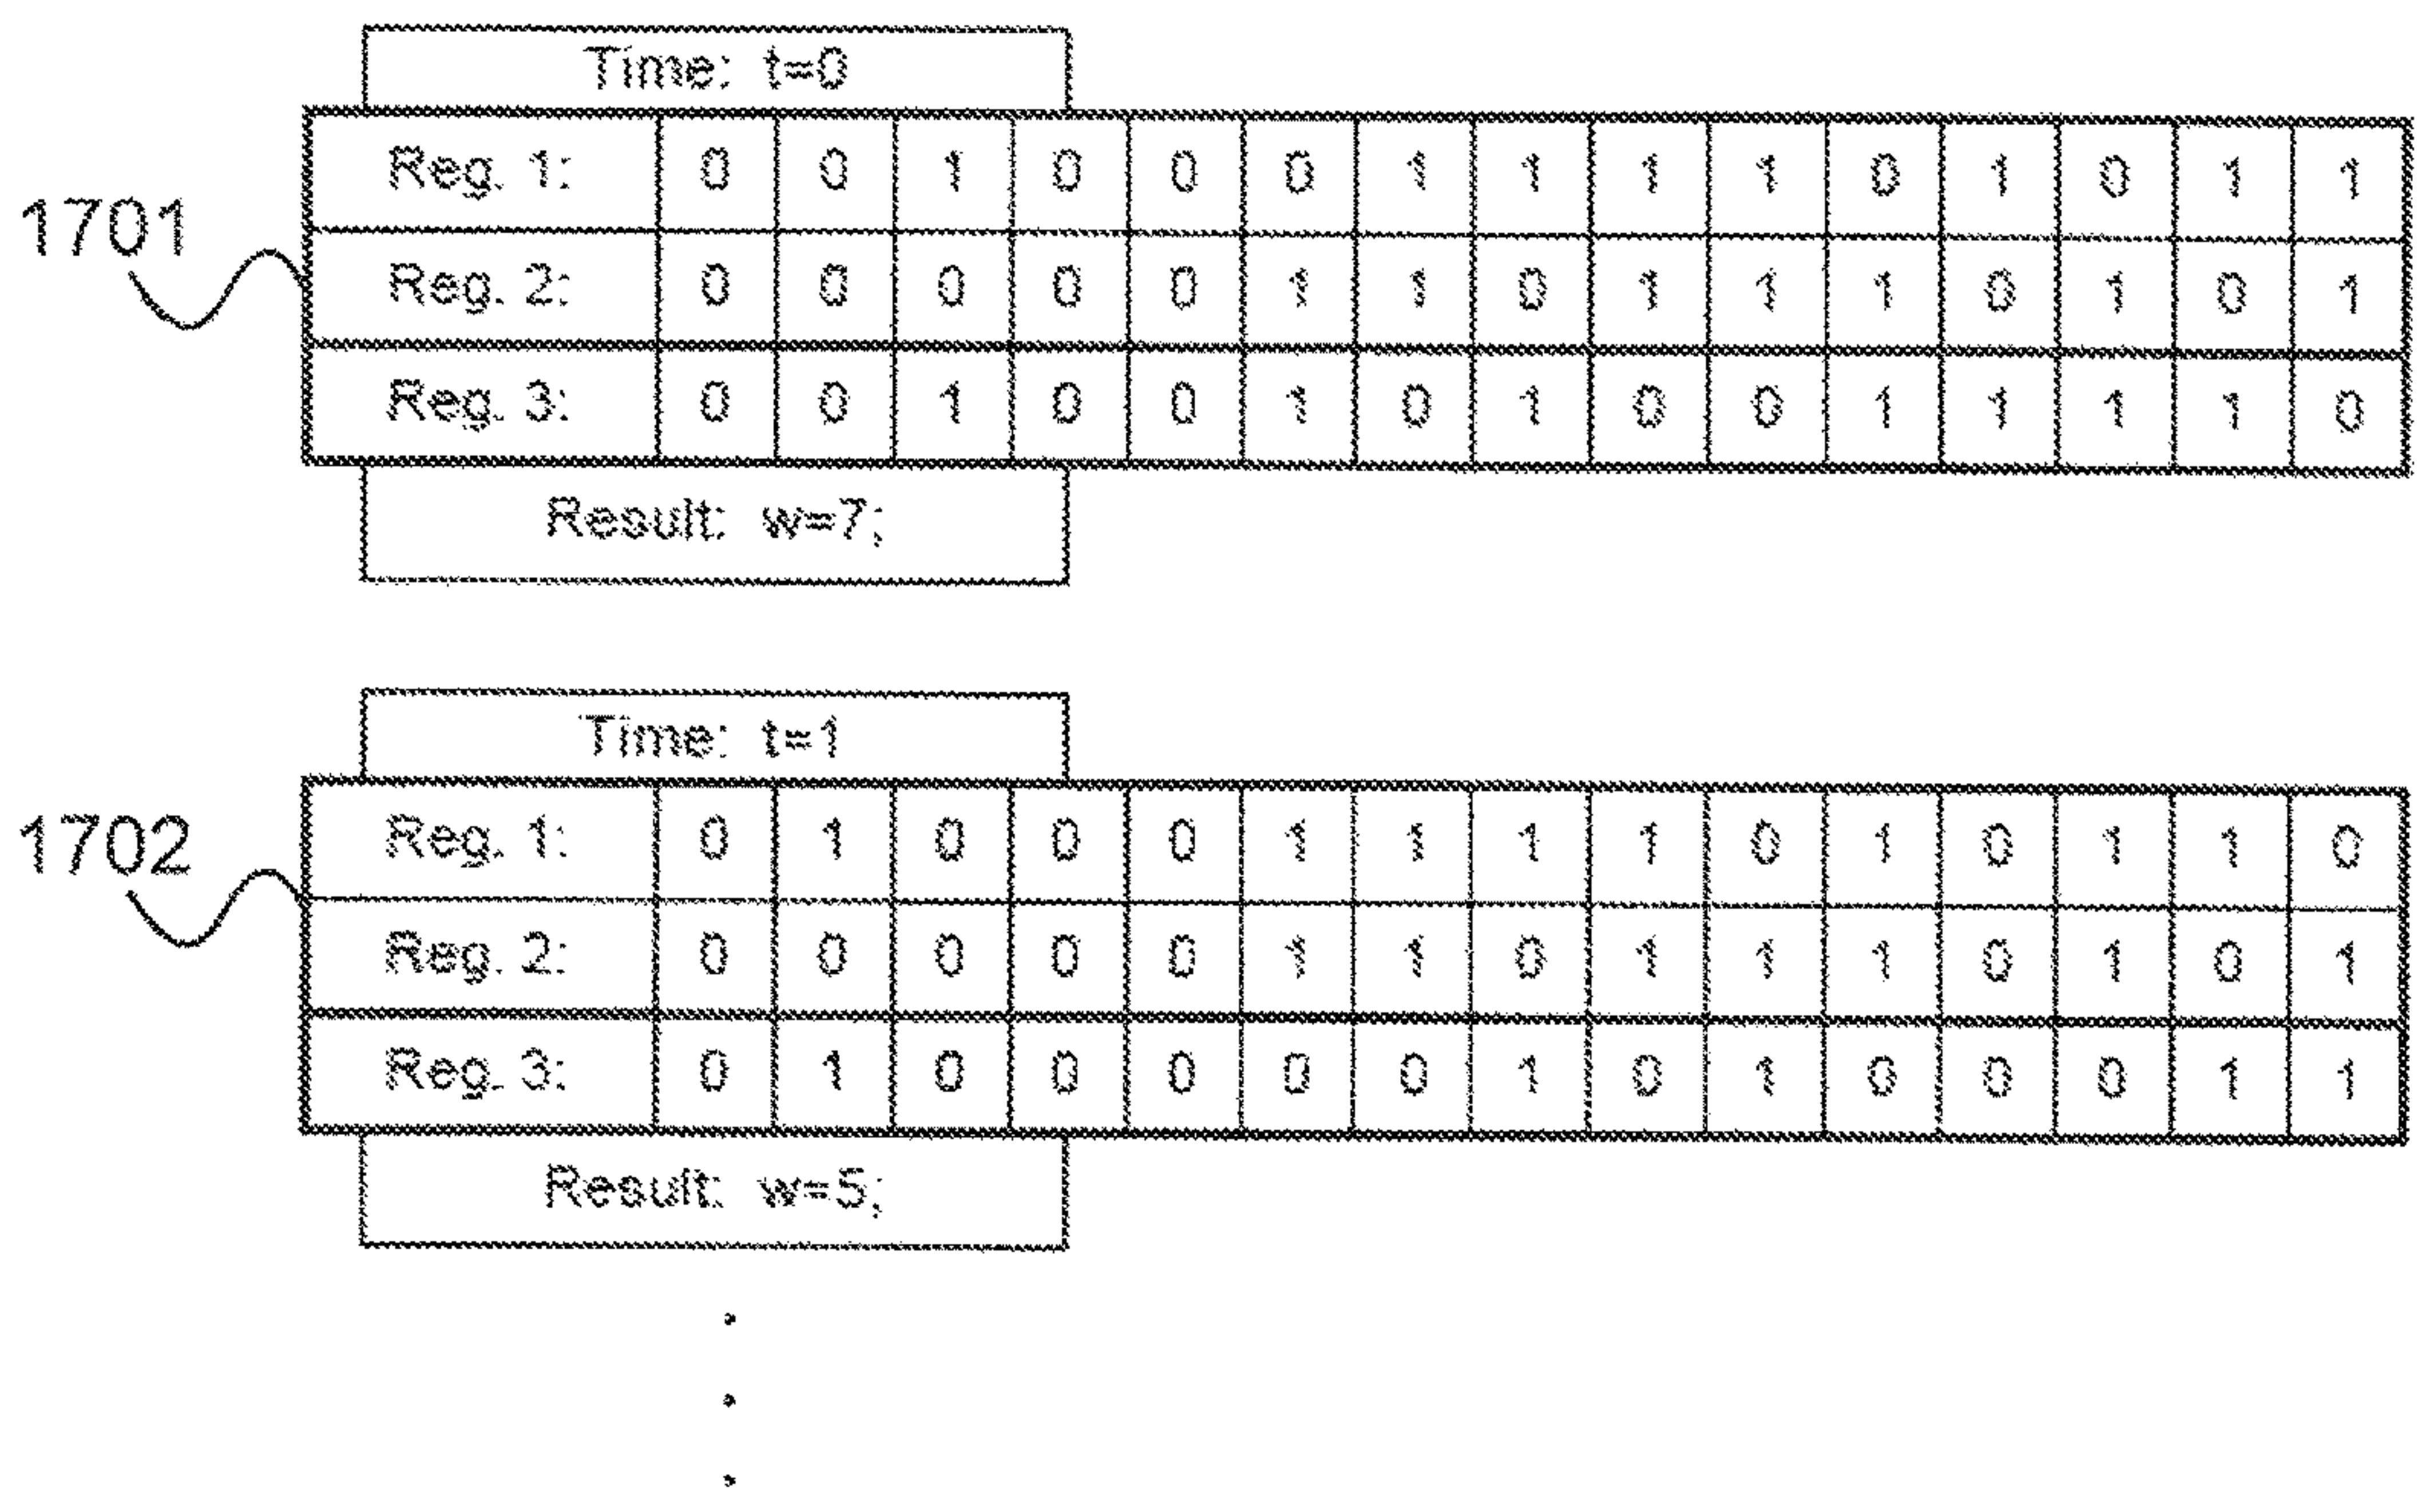 Time: t=0
Reg. 1: 0 0 1 0 0 0 1 1 1 1 0 1 0 1 1
1701
Reg. 2: 0 0 0 0 0 1 1 0 1 1 1 0 1 0 1
Reg. 3: 0 0 1 0 0 1 0 1 0 0 1 1 1 1 0
Result: w=7;
Time: t=1
Reg. 1: 0 1 0 0 0 1 1 1 1 0 1 0 1 1 0
1702
Reg. 2: 0 0 0 0 0 1 1 0 1 1 1 0 1 0 1
Reg. 3: 0 1 0 0 0 0 0 1 0 1 0 0 0 1 1
Result: w=5;